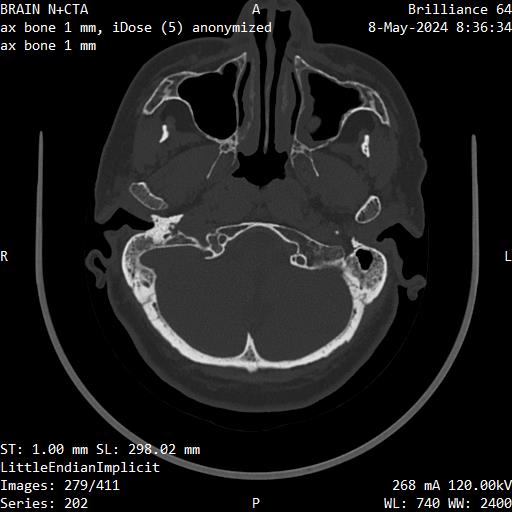 BRAIN N+CTA
ax bone 1 mm, iDose (5) anonymized
ax bone 1 mm
A
Brilliance 64
8-May-2024 8:36:34
R
L
ST: 1.00 mm SL: 298.02 mm
LittleEndianImplicit
Images: 279/411
Series: 202
P
268 mA 120.00kV
WL: 740 WW: 2400